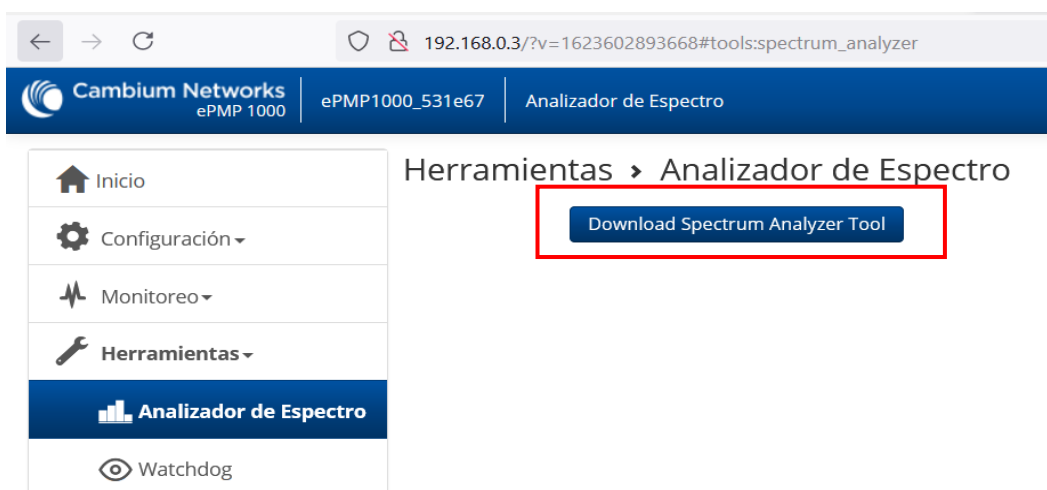 192.168.0.3/?v=1623602893668#tools:spectrum_analyzer
Cambium Networks
ePMP 1000
ePMP1000_531e67
Analizador de Espectro
Inicio
Configuración
Monitoreo
Herramientas
Analizador de Espectro
Watchdog
Herramientas › Analizador de Espectro
Download Spectrum Analyzer Tool